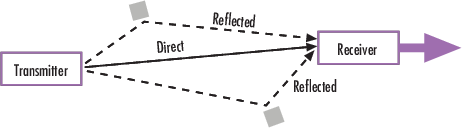 Reflected
Direct
Receiver
Transmitter
Reflected